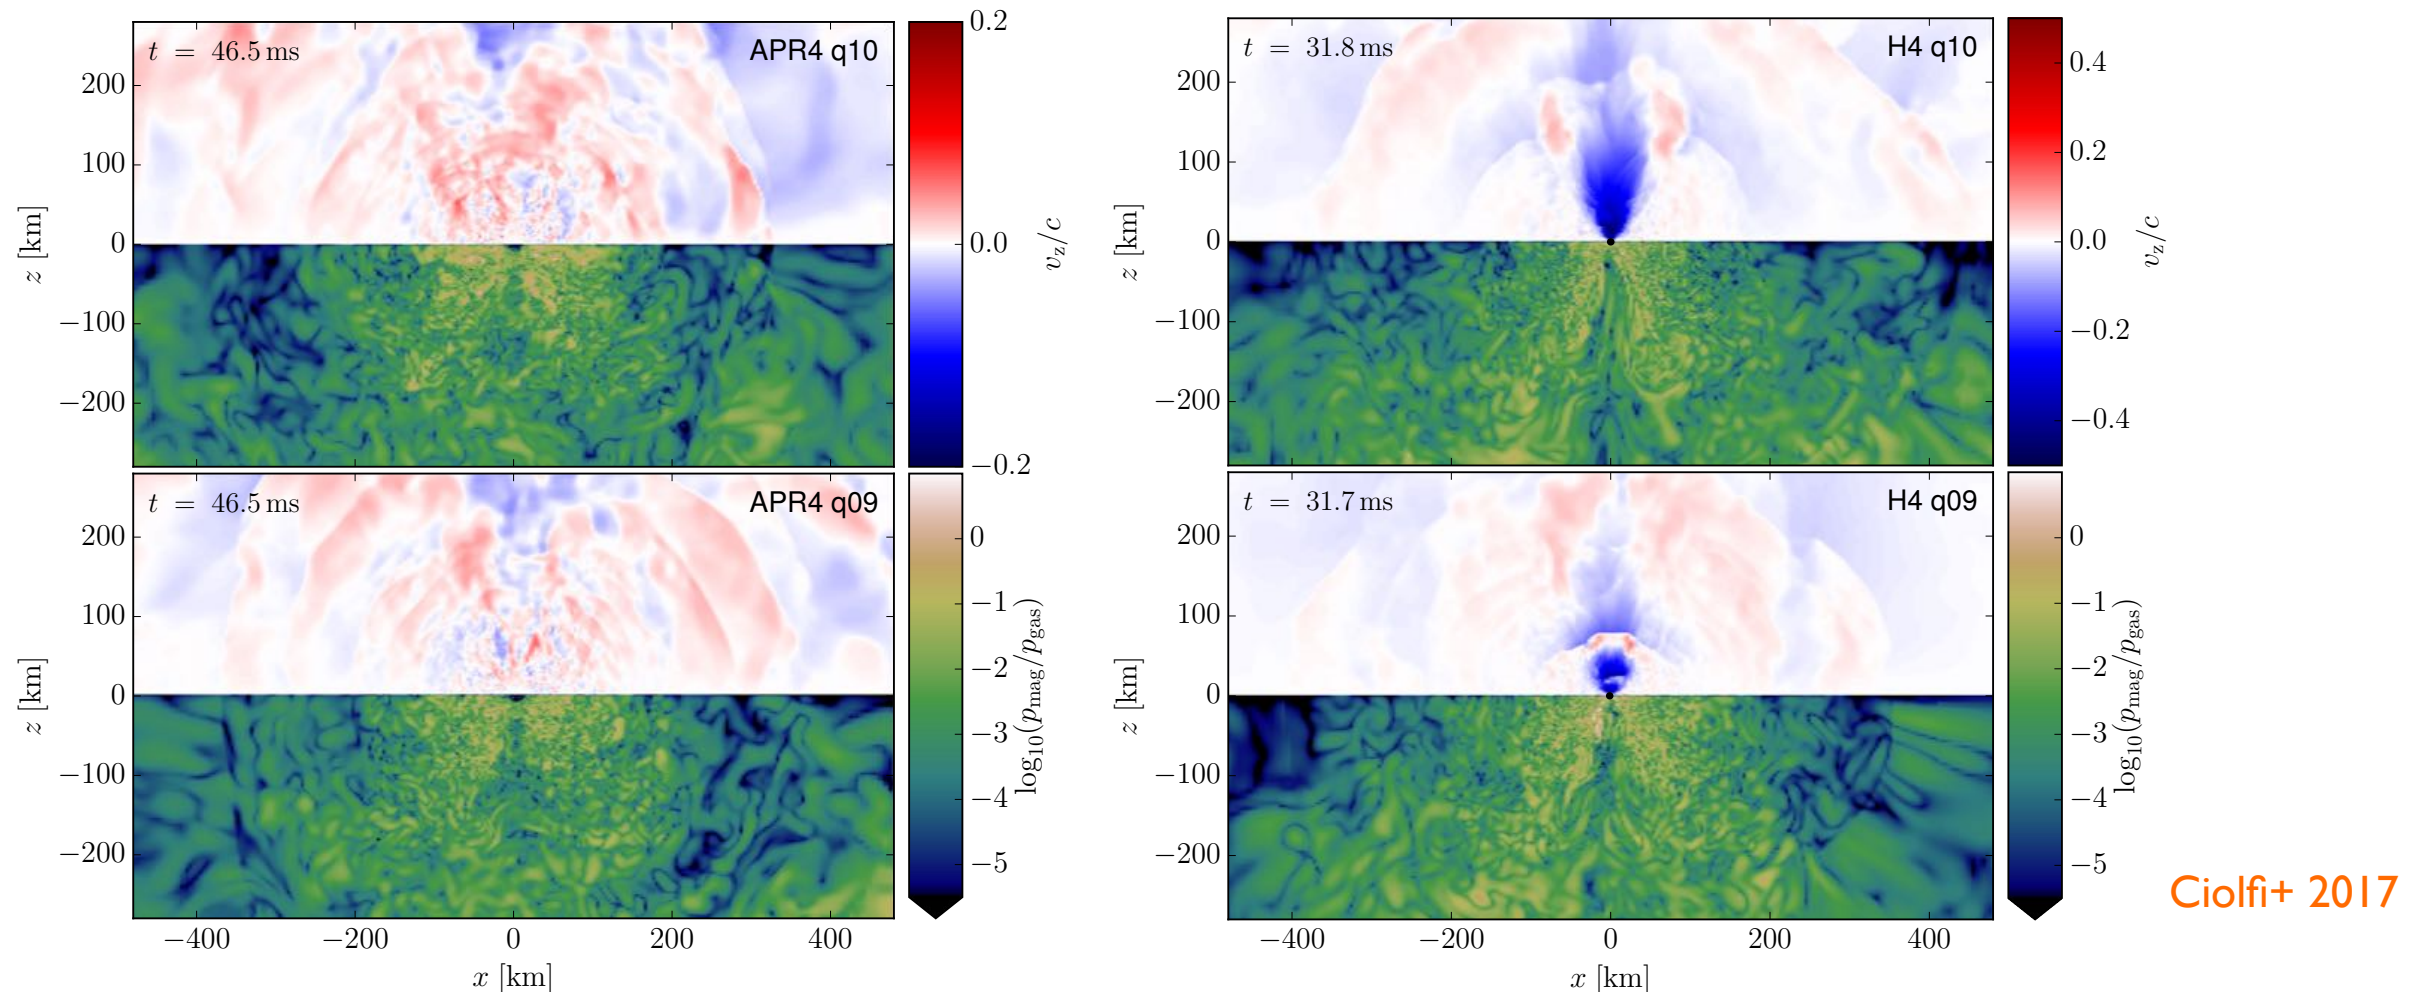 t = 46.5 ms
APR4 q10
200
100
0
−100
−200
z [km]
0.2
0.0
−0.2
v_z/c
t = 46.5 ms
APR4 q09
200
100
0
−100
−200
z [km]
0
−1
−2
−3
−4
−5
log_10(p_mag/p_gas)
−400
−200
0
200
400
x [km]
t = 31.8 ms
H4 q10
200
100
0
−100
−200
z [km]
0.4
0.2
0.0
−0.2
−0.4
v_z/c
t = 31.7 ms
H4 q09
200
100
0
−100
−200
z [km]
0
−1
−2
−3
−4
−5
log_10(p_mag/p_gas)
−400
−200
0
200
400
x [km]
Ciolfi+ 2017